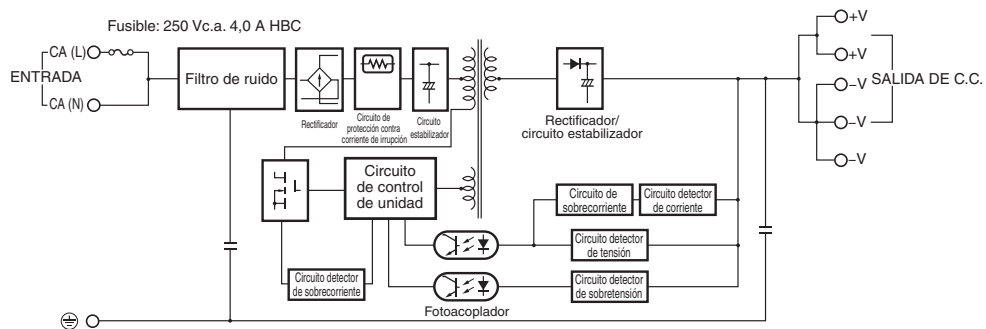 Fusible: 250 Vc.a. 4,0 A HBC
CA (L)
ENTRADA
CA (N)
Filtro de ruido
Rectificador
Circuito de
protección contra
corriente de irrupción
Circuito
estabilizador
Rectificador/
circuito estabilizador
+V
+V
-V
SALIDA DE C.C.
-V
-V
Circuito
de control
de unidad
Circuito de
sobrecorriente
Circuito detector
de corriente
Circuito detector
de tensión
Circuito detector
de sobrecorriente
Circuito detector
de sobretensión
Fotoacoplador